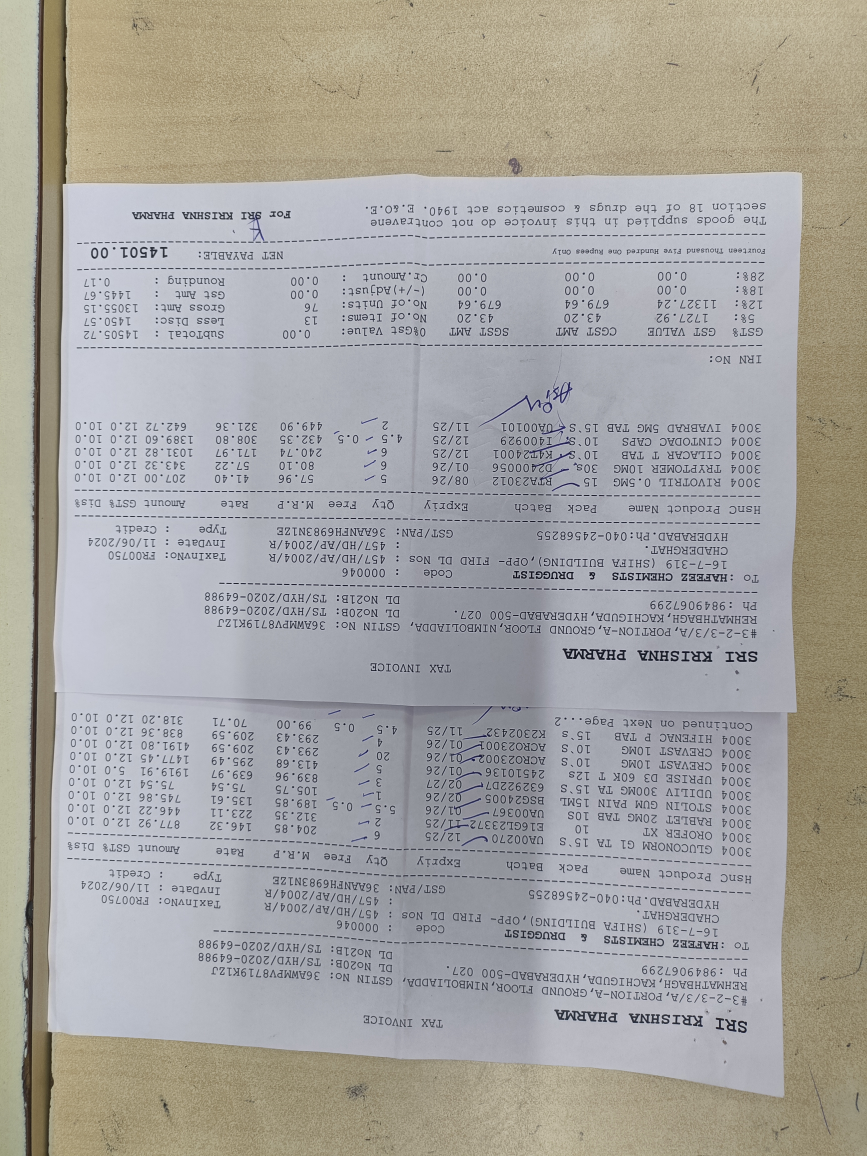 TAX INVOICE
SRI KRISHNA PHARMA
#3-2-3/3/A, PORTION-A, GROUND FLOOR, NIMBOLIADDA, GSTIN No: 36AWMPV8719K1ZJ
REHMATHBAGH, KACHIGUDA, HYDERABAD-500 027. DL No20B: TS/HYD/2020-64988
Ph :9849067299 DL No21B: TS/HYD/2020-64988
To :HAFEEZ CHEMISTS & DRUGGIST Code : 000046
16-7-319 (SHIFA BUILDING),OPP- FIRD DL Nos : 457/HD/AP/2004/R TaxInvNo: FR00750
CHADERGHAT. : 457/HD/AP/2004/R InvDate : 11/06/2024
HYDERABAD.Ph:040-24568255 GST/PAN: 36AANFH6983N1ZE Type : Credit
HsnC Product Name Pack Batch Expriy Qty Free M.R.P Rate Amount GST% Dis%
3004 GLUCONORM G1 TA 15'S UA00270 12/25 6 204.85 146.32 877.92 12.0 10.0
3004 OROFER XT 10 E16GL23372 11/25 2 312.35 223.11 446.22 12.0 10.0
3004 RABLET 20MG TAB 10S UA00367 01/26 5.5 0.5 189.85 135.61 745.86 12.0 10.0
3004 STOLIN GUM PAIN 15ML BSG24005 02/26 1 105.75 75.54 75.54 12.0 10.0
3004 UDILIV 300MG TA 15'S 632922D7 02/27 3 839.96 639.97 1919.91 5.0 10.0
3004 UPRISE D3 60K T 12s 24510136 01/26 5 413.68 295.49 1477.45 12.0 10.0
3004 CREVAST 10MG 10'S ACRO23002 01/26 20 293.43 209.59 4191.80 12.0 10.0
3004 CREVAST 10MG 10'S ACRO23001 01/26 4 293.43 209.59 838.36 12.0 10.0
3004 HIFENAC P TAB 15's K2302432 11/25 4.5 0.5 99.00 70.71 318.20 12.0 10.0
Continued on Next Page...2
TAX INVOICE
SRI KRISHNA PHARMA
#3-2-3/3/A, PORTION-A, GROUND FLOOR, NIMBOLIADDA, GSTIN No: 36AWMPV8719K1ZJ
REHMATHBAGH, KACHIGUDA, HYDERABAD-500 027. DL No20B: TS/HYD/2020-64988
Ph :9849067299 DL No21B: TS/HYD/2020-64988
To :HAFEEZ CHEMISTS & DRUGGIST Code : 000046
16-7-319 (SHIFA BUILDING),OPP- FIRD DL Nos : 457/HD/AP/2004/R TaxInvNo: FR00750
CHADERGHAT. : 457/HD/AP/2004/R InvDate : 11/06/2024
HYDERABAD.Ph:040-24568255 GST/PAN: 36AANFH6983N1ZE Type : Credit
HsnC Product Name Pack Batch Expriy Qty Free M.R.P Rate Amount GST% Dis%
3004 RIVOTRIL 0.5MG 15 RTA23012 08/26 5 57.96 41.40 207.00 12.0 10.0
3004 TRYPTOMER 10MG 30s D2400056 01/26 6 80.10 57.22 343.32 12.0 10.0
3004 CILACAR T TAB 10'S K4T24001 12/25 6 240.74 171.97 1031.82 12.0 10.0
3004 CINTODAC CAPS 10'S I400929 12/25 4.5 0.5 432.35 308.80 1389.60 12.0 10.0
3004 IVABRAD 5MG TAB 15'S UA00101 11/25 2 449.90 321.36 642.72 12.0 10.0
IRN No:
GST% GST VALUE CGST AMT SGST AMT 0%Gst Value: 0.00 SubTotal : 14505.72
5%: 1727.92 43.20 43.20 No.of Items: 13 Less Disc: 1450.57
12%: 11327.24 679.64 679.64 No.of Units: 76 Gross Amt: 13055.15
18%: 0.00 0.00 0.00 (-/+)Adjust: 0.00 Gst Amt : 1445.67
28%: 0.00 0.00 0.00 Cr.Amount : 0.00 Rounding : 0.17
Fourteen Thousand Five Hundred One Rupees Only NET PAYABLE: 14501.00
The goods supplied in this invoice do not contravene
section 18 of the drugs & cosmetics act 1940. E.&O.E. For SRI KRISHNA PHARMA